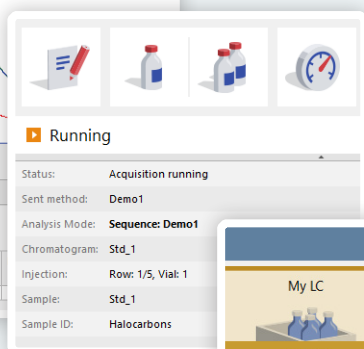 Running
Status: Acquisition running
Sent method: Demo1
Analysis Mode: Sequence: Demo1
Chromatogram: Std_1
Injection: Row: 1/5, Vial: 1
Sample: Std_1
Sample ID: Halocarbons
My LC